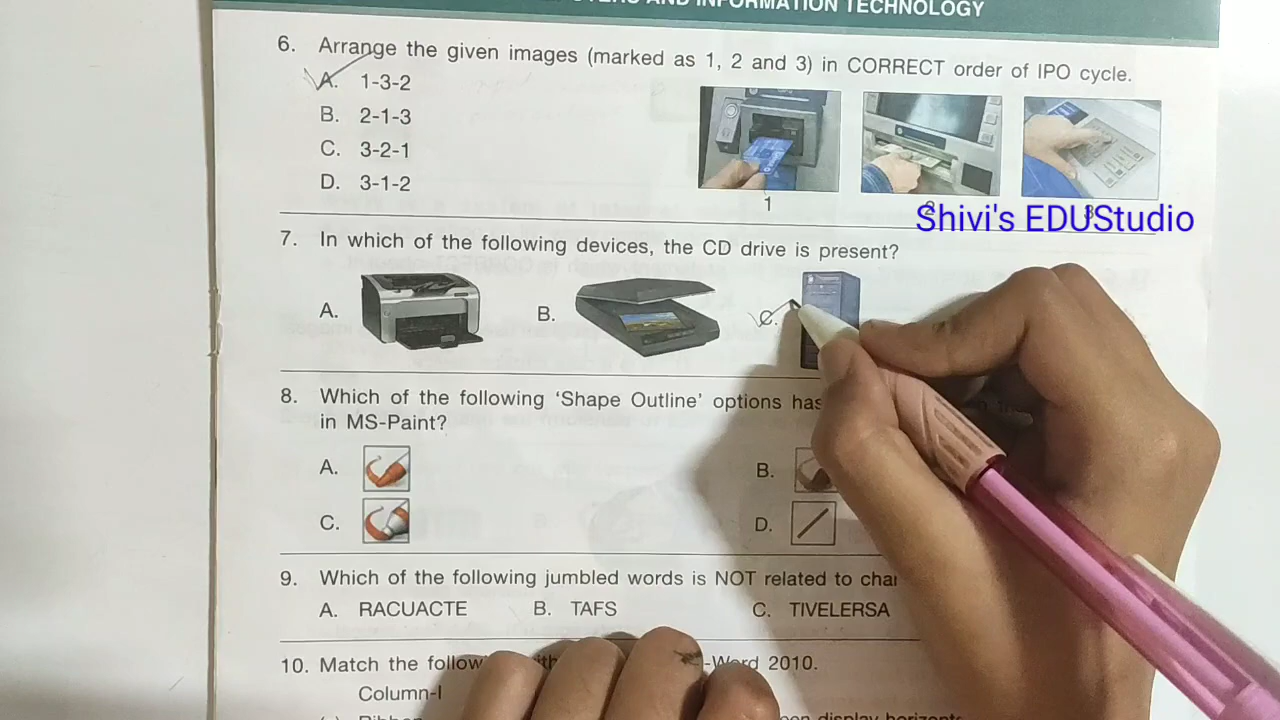 AND INFORMATION TECHNOLOGY
6. Arrange the given images (marked as 1, 2 and 3) in CORRECT order of IPO cycle.
A. 1-3-2
B. 2-1-3
C. 3-2-1
D. 3-1-2
1
Shivi's EDUStudio
7. In which of the following devices, the CD drive is present?
A. B. C.
8. Which of the following ‘Shape Outline’ options has
in MS-Paint?
A. B.
C. D.
9. Which of the following jumbled words is NOT related to
A. RACUACTE B. TAFS C. TIVELERSA
10. Match the 2010.
Column-I